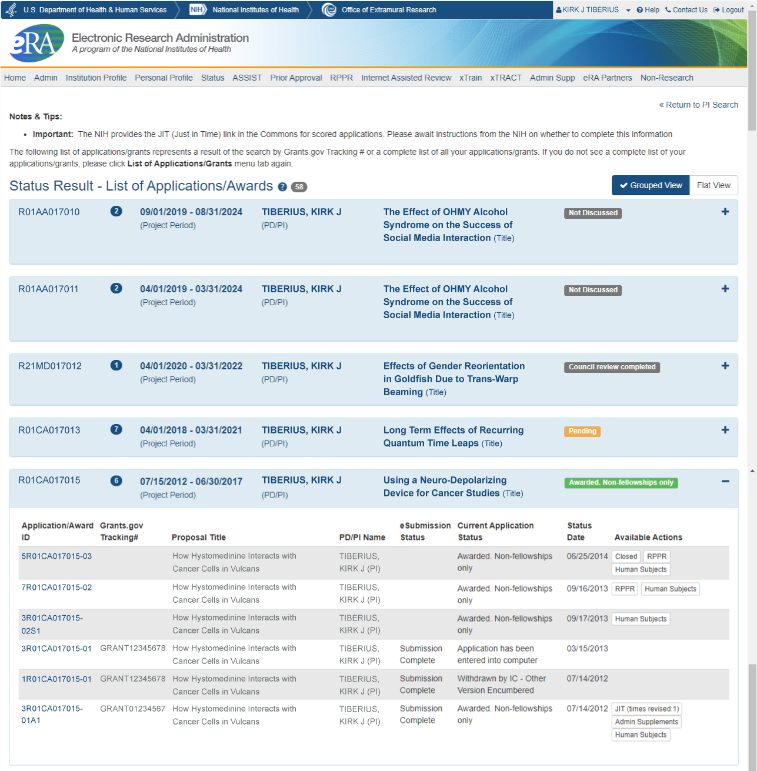 U.S. Department of Health & Human Services
NIH National Institutes of Health
Office of Extramural Research
KIRK J TIBERIUS Help Contact Us Logout
eRA
Electronic Research Administration
A program of the National Institutes of Health
Home Admin Institution Profile Personal Profile Status ASSIST Prior Approval RPPR Internet Assisted Review xTrain xTRACT Admin Supp eRA Partners Non-Research
« Return to PI Search
Notes & Tips:
• Important: The NIH provides the JIT (Just in Time) link in the Commons for scored applications. Please await instructions from the NIH on whether to complete this information
The following list of applications/grants represents a result of the search by Grants.gov Tracking # or a complete list of all your applications/grants. If you do not see a complete list of your
applications/grants, please click List of Applications/Grants menu tab again.
Status Result - List of Applications/Awards ? 58
Grouped View Flat View
R01AA017010 2 09/01/2019 - 08/31/2024 TIBERIUS, KIRK J The Effect of OHMY Alcohol Not Discussed +
(Project Period) (PD/PI) Syndrome on the Success of
Social Media Interaction (Title)
R01AA017011 2 04/01/2019 - 03/31/2024 TIBERIUS, KIRK J The Effect of OHMY Alcohol Not Discussed +
(Project Period) (PD/PI) Syndrome on the Success of
Social Media Interaction (Title)
R21MD017012 1 04/01/2020 - 03/31/2022 TIBERIUS, KIRK J Effects of Gender Reorientation Council review completed +
(Project Period) (PD/PI) in Goldfish Due to Trans-Warp
Beaming (Title)
R01CA017013 7 04/01/2018 - 03/31/2021 TIBERIUS, KIRK J Long Term Effects of Recurring Pending +
(Project Period) (PD/PI) Quantum Time Leaps (Title)
R01CA017015 6 07/15/2012 - 06/30/2017 TIBERIUS, KIRK J Using a Neuro-Depolarizing Awarded. Non-fellowships only −
(Project Period) (PD/PI) Device for Cancer Studies (Title)
Application/Award Grants.gov eSubmission Current Application Status
ID Tracking# Proposal Title PD/PI Name Status Status Date Available Actions
5R01CA017015-03 How Hystomedinine Interacts with TIBERIUS, Awarded. Non-fellowships 06/25/2014 Closed RPPR
Cancer Cells in Vulcans KIRK J (PI) only Human Subjects
7R01CA017015-02 How Hystomedinine Interacts with TIBERIUS, Awarded. Non-fellowships 09/16/2013 RPPR Human Subjects
Cancer Cells in Vulcans KIRK J (PI) only
3R01CA017015- How Hystomedinine Interacts with TIBERIUS, Awarded. Non-fellowships 09/17/2013 Human Subjects
02S1 Cancer Cells in Vulcans KIRK J (PI) only
3R01CA017015-01 GRANT12345678 How Hystomedinine Interacts with TIBERIUS, Submission Application has been 03/15/2013
Cancer Cells in Vulcans KIRK J (PI) Complete entered into computer
1R01CA017015-01 GRANT12345678 How Hystomedinine Interacts with TIBERIUS, Submission Withdrawn by IC - Other 07/14/2012
Cancer Cells in Vulcans KIRK J (PI) Complete Version Encumbered
3R01CA017015- GRANT01234567 How Hystomedinine Interacts with TIBERIUS, Submission Awarded. Non-fellowships 07/14/2012 JIT (times revised:1)
01A1 Cancer Cells in Vulcans KIRK J (PI) Complete only Admin Supplements
Human Subjects